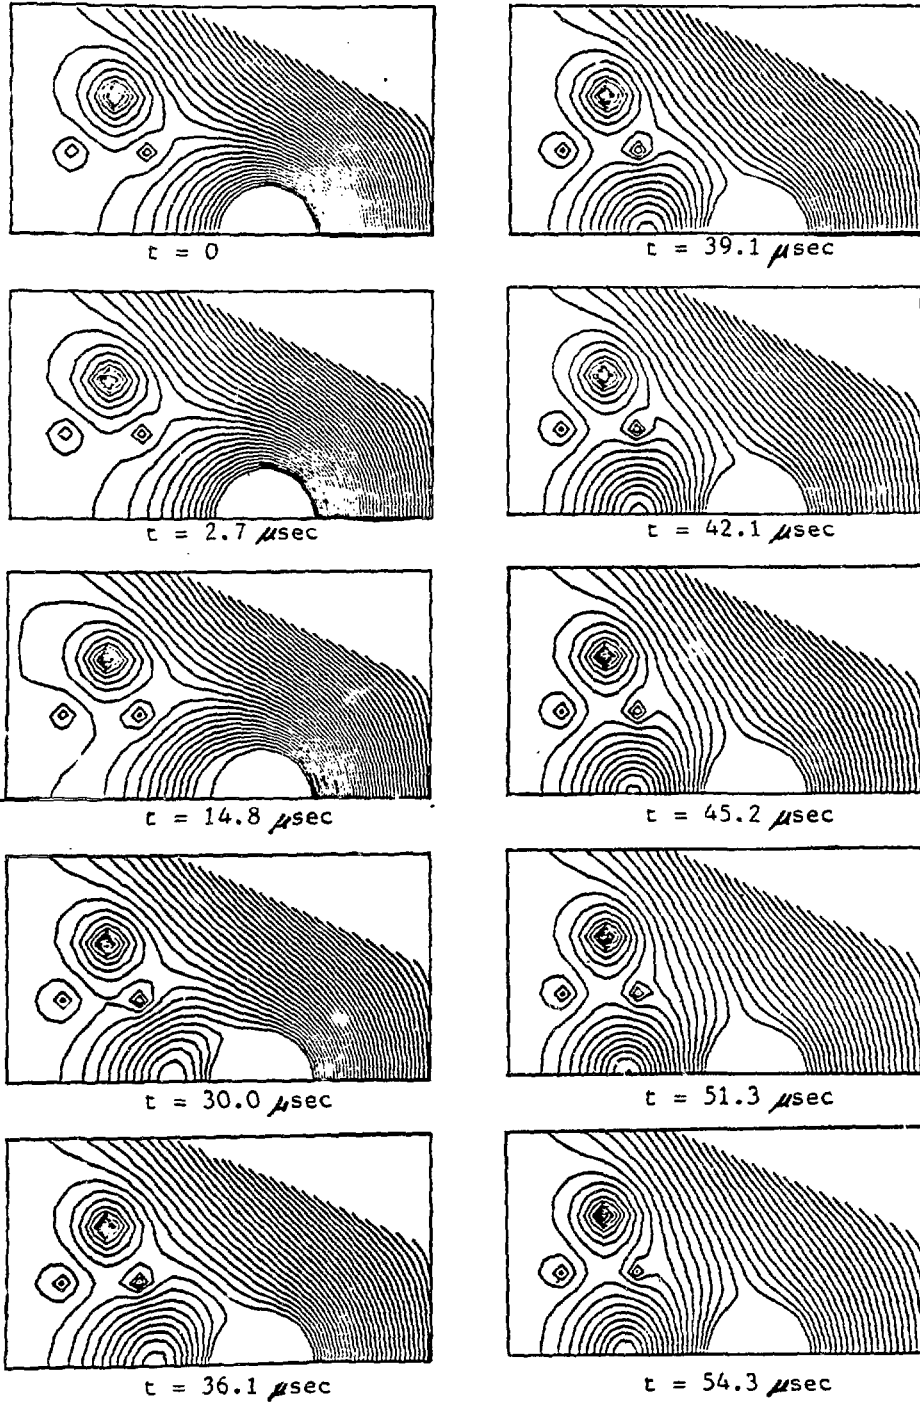 t = 0
t = 2.7 μsec
t = 14.8 μsec
t = 30.0 μsec
t = 36.1 μsec
t = 39.1 μsec
t = 42.1 μsec
t = 45.2 μsec
t = 51.3 μsec
t = 54.3 μsec